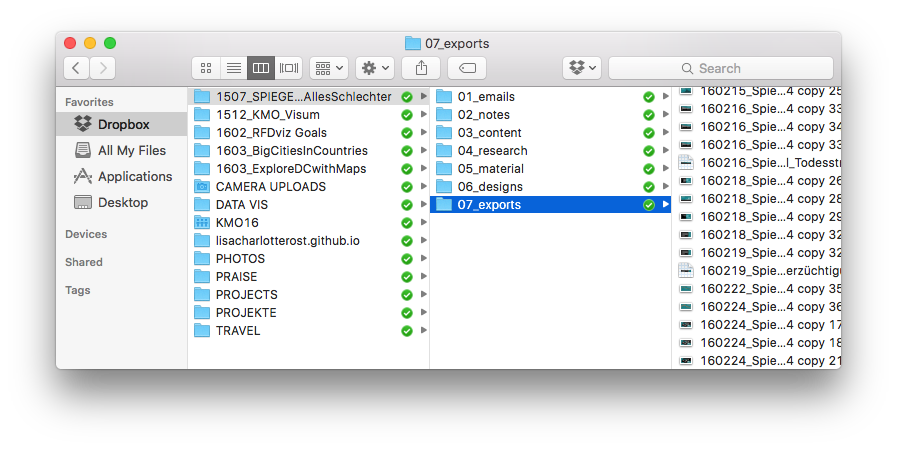 07_exports
Search
Favorites
Dropbox
All My Files
Applications
Desktop
Devices
Shared
Tags
1507_SPIEGE...AllesSchlechter
1512_KMO_Visum
1602_RFDviz Goals
1603_BigCitiesInCountries
1603_ExploreDCwithMaps
CAMERA UPLOADS
DATA VIS
KMO16
lisacharlotterost.github.io
PHOTOS
PRAISE
PROJECTS
PROJEKTE
TRAVEL
01_emails
02_notes
03_content
04_research
05_material
06_designs
07_exports
160215_Spie...4 copy 25
160216_Spie...4 copy 33
160216_Spie...4 copy 34
160216_Spie...4 copy 33
160216_Spie...l_Todesstr
160218_Spie...4 copy 26
160218_Spie...4 copy 28
160218_Spie...4 copy 29
160218_Spie...4 copy 32
160219_Spie...4 copy 32
160219_Spie...erzüchtigu
160222_Spie...4 copy 35
160224_Spie...4 copy 36
160224_Spie...4 copy 17
160224_Spie...4 copy 18
160224_Spie...4 copy 21